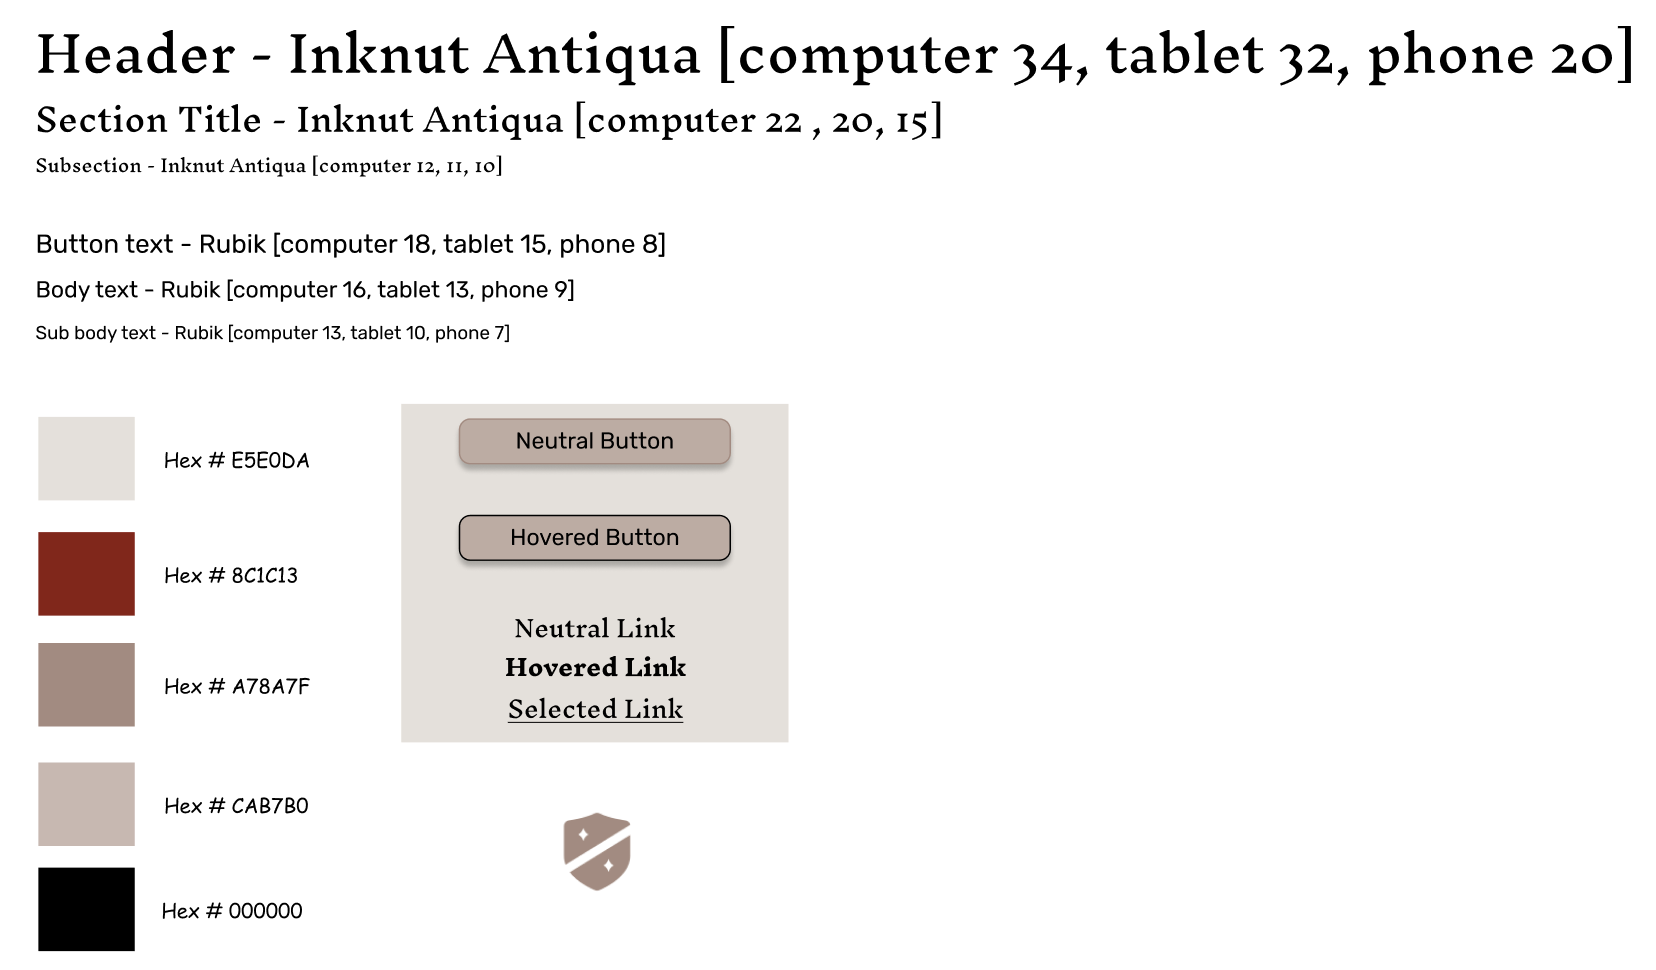 Header - Inknut Antiqua [computer 34, tablet 32, phone 20]
Section Title - Inknut Antiqua [computer 22 , 20, 15]
Subsection - Inknut Antiqua [computer 12, 11, 10]
Button text - Rubik [computer 18, tablet 15, phone 8]
Body text - Rubik [computer 16, tablet 13, phone 9]
Sub body text - Rubik [computer 13, tablet 10, phone 7]
Hex # E5E0DA
Hex # 8C1C13
Hex # A78A7F
Hex # CAB7B0
Hex # 000000
Neutral Button
Hovered Button
Neutral Link
Hovered Link
Selected Link